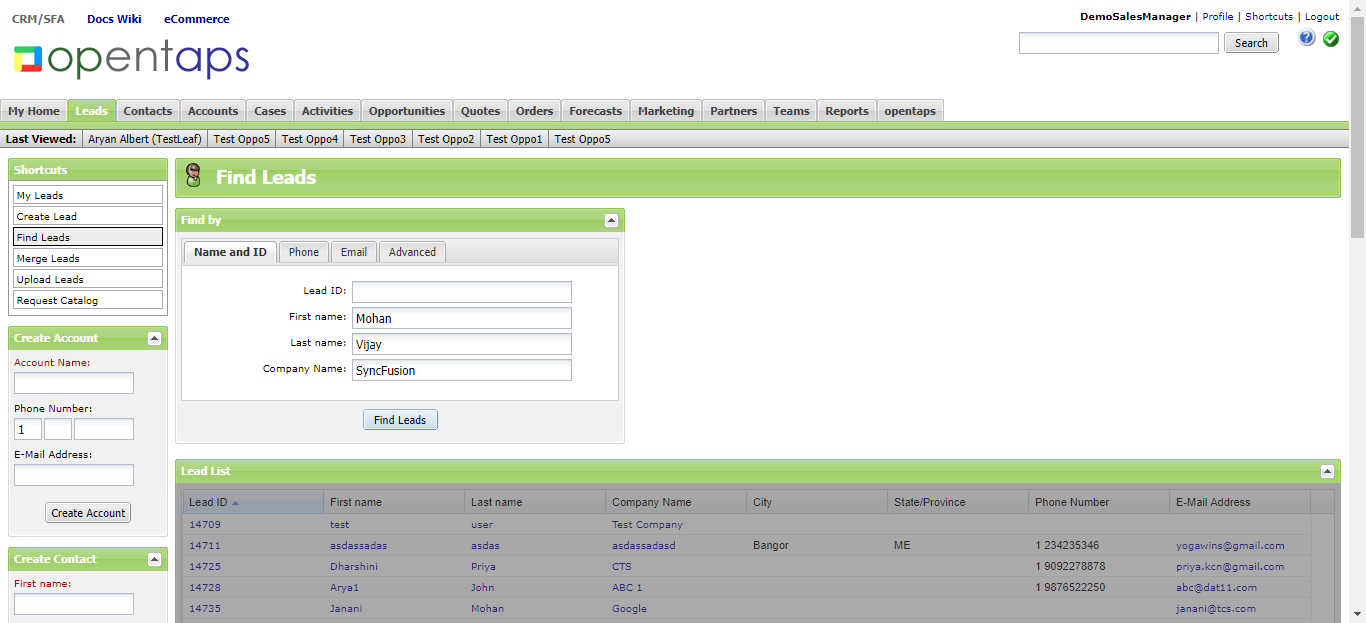 CRM/SFA Docs Wiki eCommerce
DemoSalesManager | Profile | Shortcuts | Logout
opentaps
Search
My Home Leads Contacts Accounts Cases Activities Opportunities Quotes Orders Forecasts Marketing Partners Teams Reports opentaps
Last Viewed: Aryan Albert (TestLeaf) Test Oppo5 Test Oppo4 Test Oppo3 Test Oppo2 Test Oppo1 Test Oppo5
Shortcuts
My Leads
Create Lead
Find Leads
Merge Leads
Upload Leads
Request Catalog
Create Account
Account Name:
Phone Number:
1
E-Mail Address:
Create Account
Create Contact
First name:
Find Leads
Find by
Name and ID Phone Email Advanced
Lead ID:
First name: Mohan
Last name: Vijay
Company Name: SyncFusion
Find Leads
Lead List
Lead ID First name Last name Company Name City State/Province Phone Number E-Mail Address
14709 test user Test Company
14711 asdassadas asdas asdassadasd Bangor ME 1 234235346 yogawins@gmail.com
14725 Dharshini Priya CTS 1 9092278878 priya.kcn@gmail.com
14728 Arya1 John ABC 1 1 9876522250 abc@dat11.com
14735 Janani Mohan Google janani@tcs.com